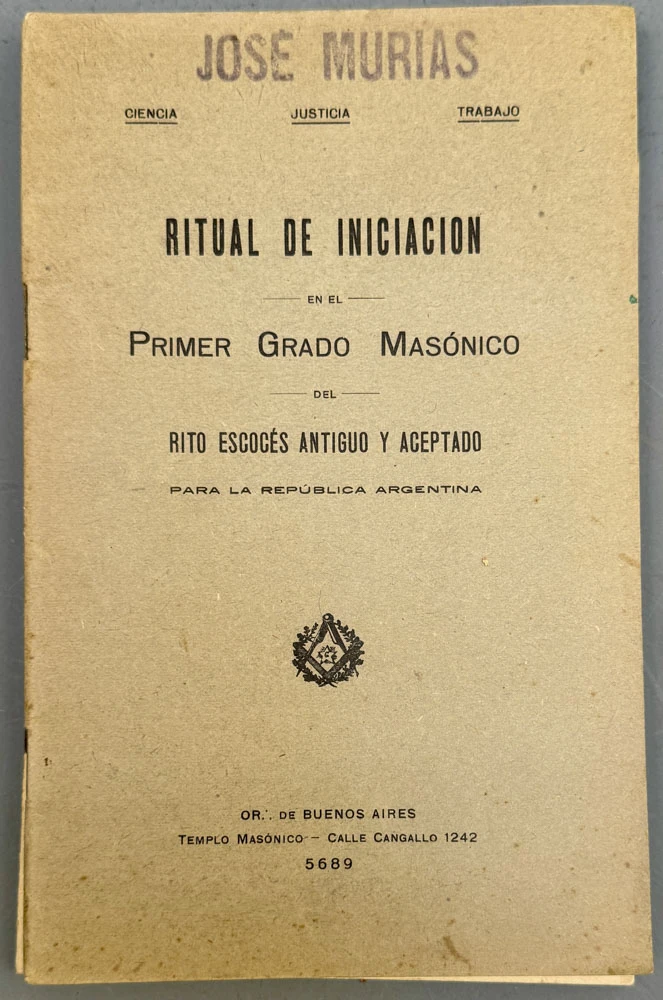 JOSÉ MURIAS
CIENCIA JUSTICIA TRABAJO
RITUAL DE INICIACION
EN EL
PRIMER GRADO MASÓNICO
DEL
RITO ESCOCÉS ANTIGUO Y ACEPTADO
PARA LA REPÚBLICA ARGENTINA
OR.·. DE BUENOS AIRES
TEMPLO MASÓNICO -- CALLE CANGALLO 1242
5689